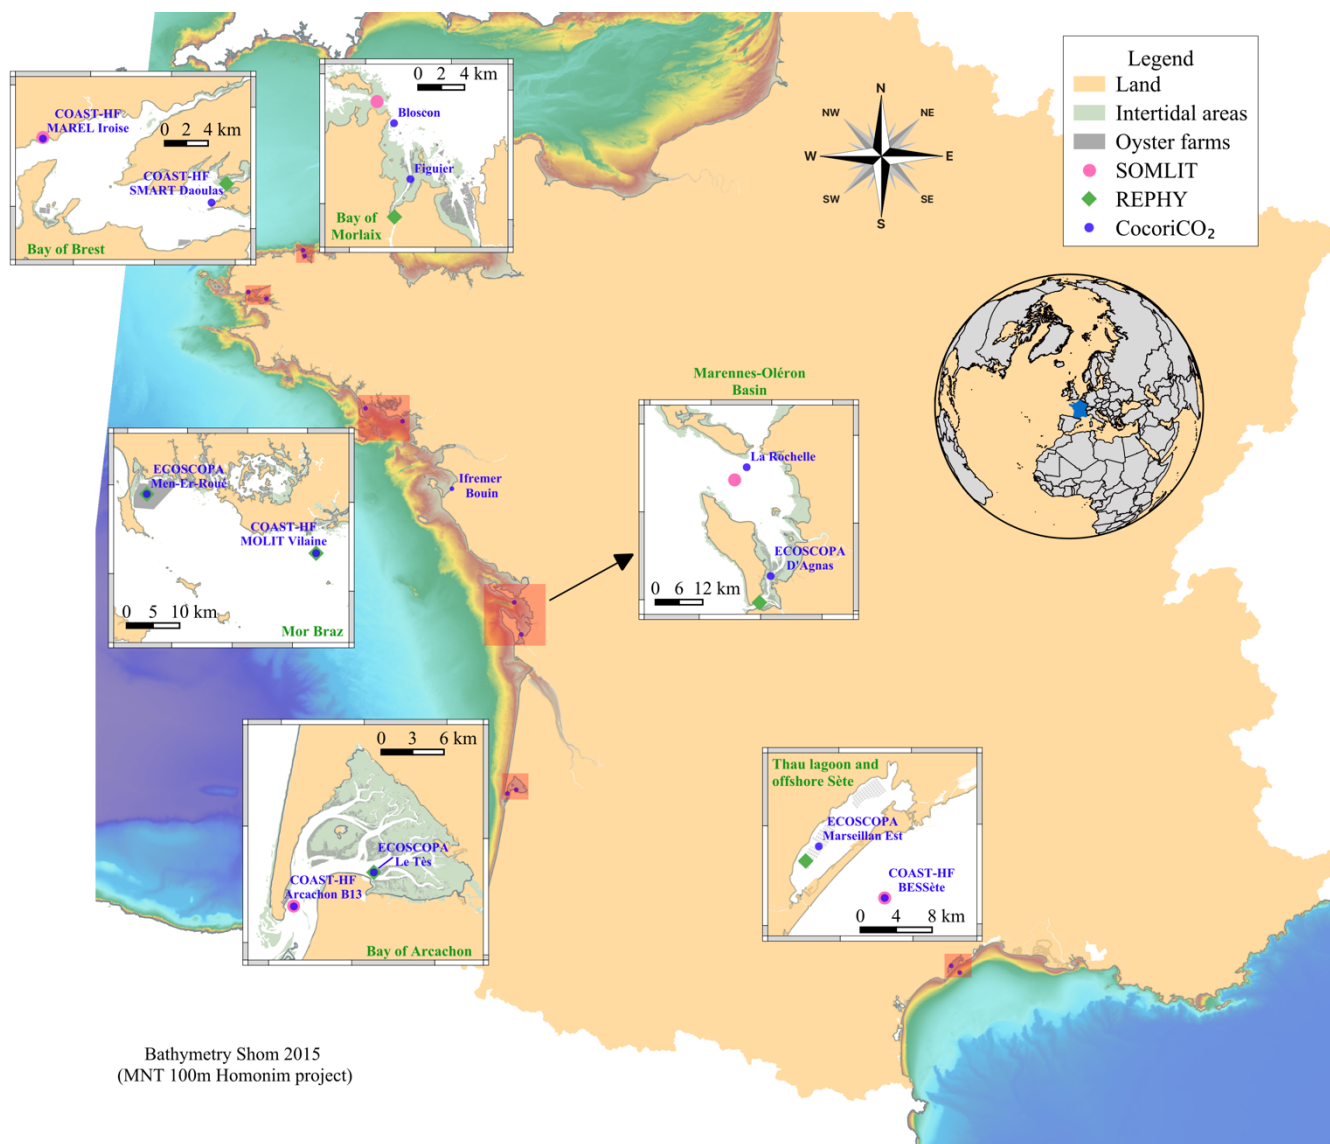 COAST-HF
MAREL Iroise
0 2 4 km
COAST-HF
SMART Daoulas
Bay of Brest
0 2 4 km
Bloscon
Figuier
Bay of
Morlaix
N
NE
E
SE
S
SW
W
NW
Legend
Land
Intertidal areas
Oyster farms
SOMLIT
REPHY
CocoriCO₂
ECOSCOPA
Men-Er-Roué
COAST-HF
MOLIT Vilaine
0 5 10 km
Mor Braz
Ifremer
Bouin
Marennes-Oléron
Basin
La Rochelle
ECOSCOPA
D'Agnas
0 6 12 km
0 3 6 km
ECOSCOPA
Le Tès
COAST-HF
Arcachon B13
Bay of Arcachon
Thau lagoon and
offshore Sète
ECOSCOPA
Marseillan Est
COAST-HF
BESSète
0 4 8 km
Bathymetry Shom 2015
(MNT 100m Homonim project)